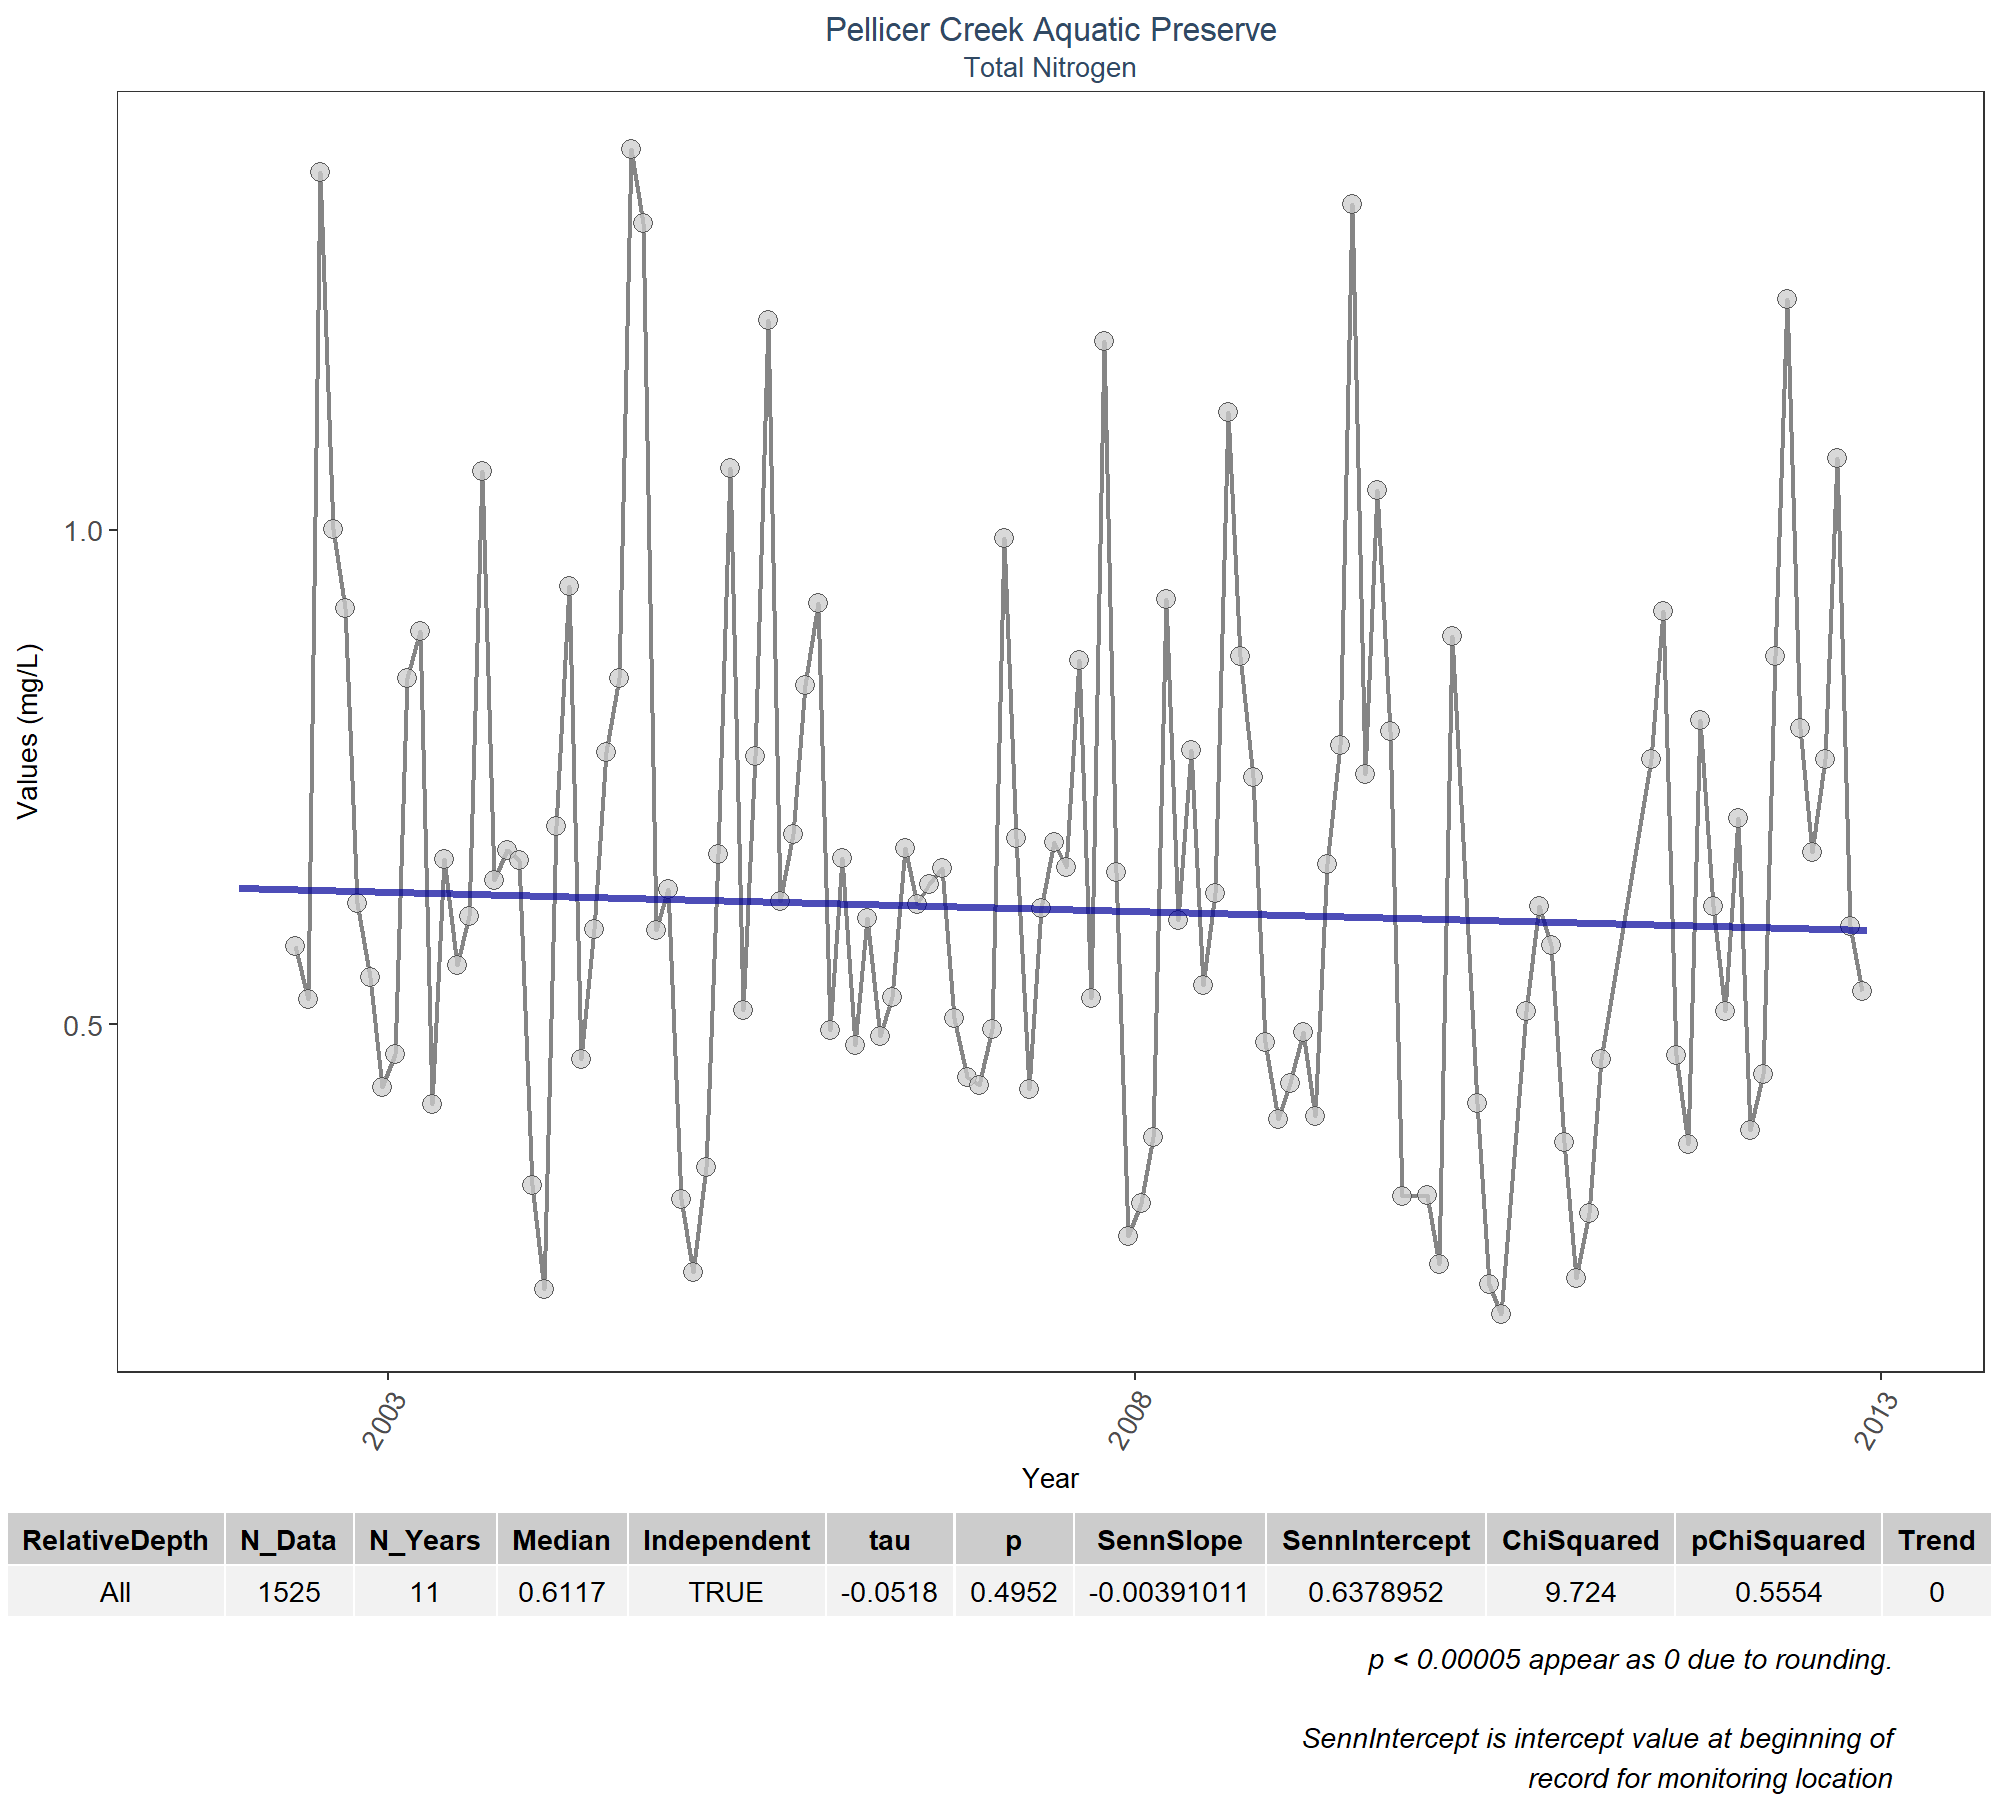 Pellicer Creek Aquatic Preserve
Total Nitrogen
Values (mg/L)
1.0
0.5
2003
2008
2013
Year
RelativeDepth N_Data N_Years Median Independent tau p SennSlope SennIntercept ChiSquared pChiSquared Trend
All 1525 11 0.6117 TRUE -0.0518 0.4952 -0.00391011 0.6378952 9.724 0.5554 0
p < 0.00005 appear as 0 due to rounding.
SennIntercept is intercept value at beginning of
record for monitoring location